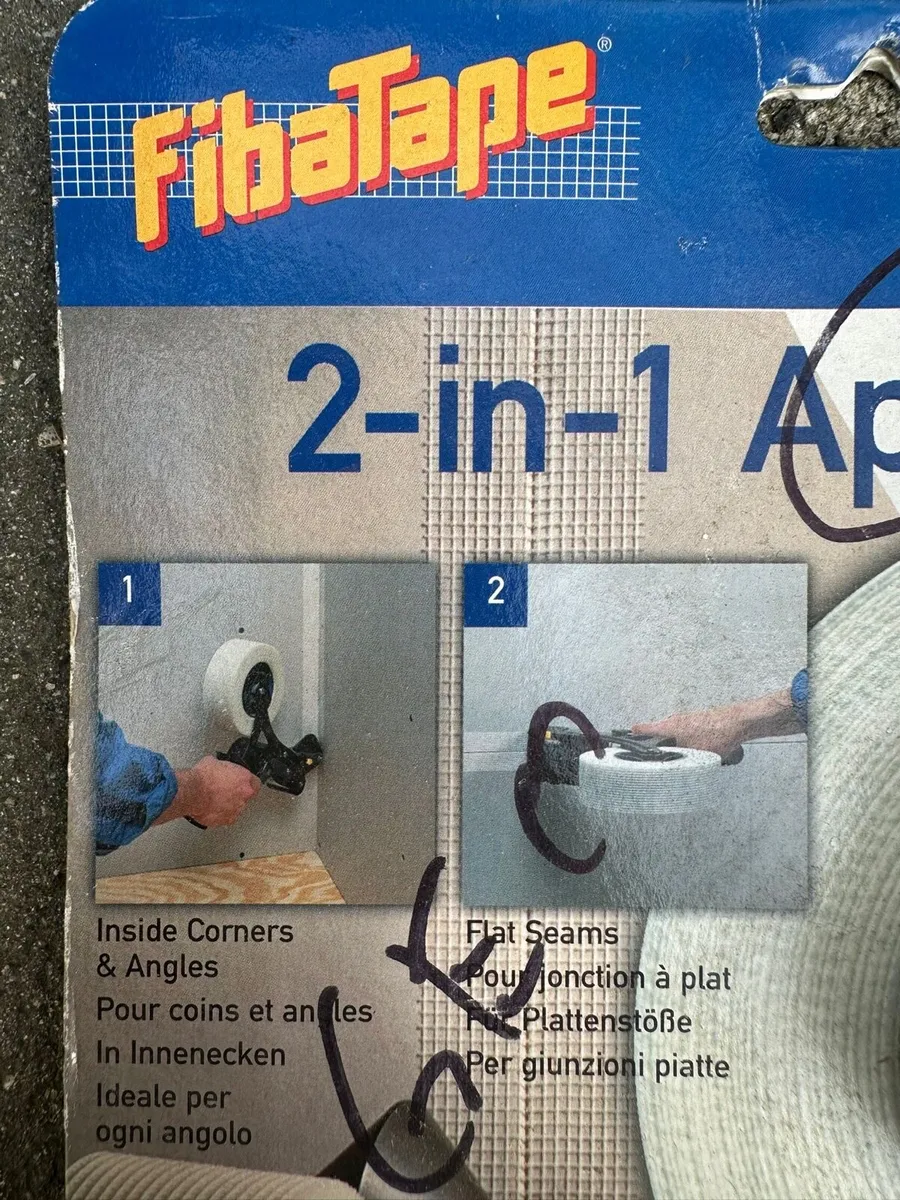 FibaTape®
2-in-1 Ap
1
2
Inside Corners
& Angles
Pour coins et angles
In Innenecken
Ideale per
ogni angolo
Flat Seams
Pour jonction à plat
Für Plattenstöße
Per giunzioni piatte